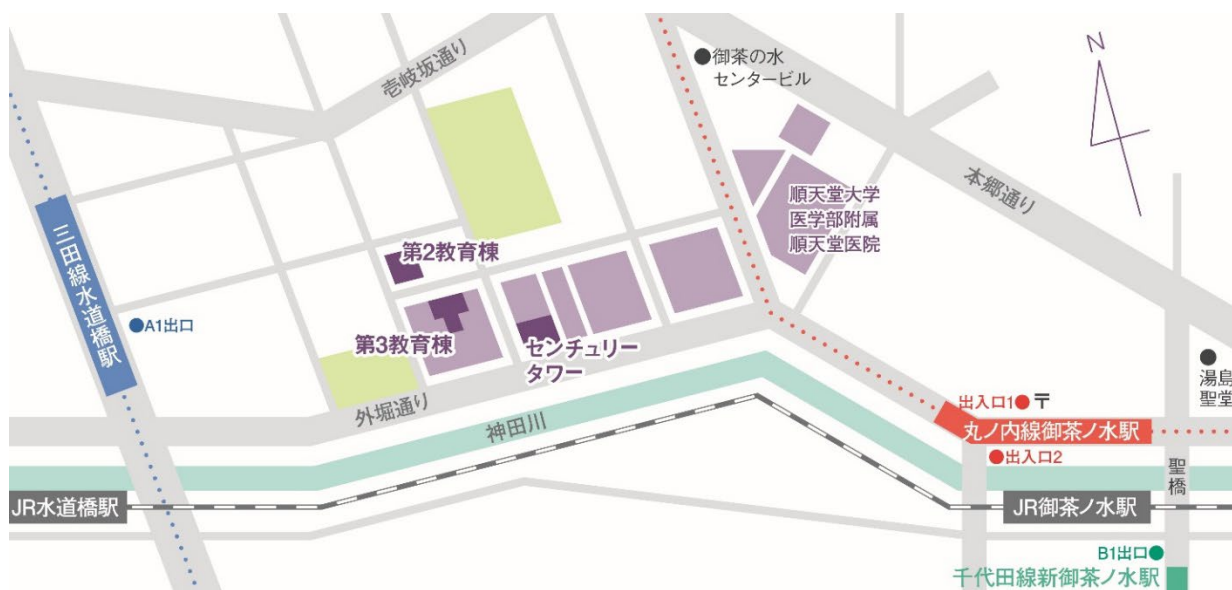 壱岐坂通り
御茶の水
センタービル
N
本郷通り
順天堂大学
医学部附属
順天堂医院
第2教育棟
三田線水道橋駅
A1出口
第3教育棟
センチュリー
タワー
外堀通り
神田川
湯島
聖堂
出入口1
〒
丸ノ内線御茶ノ水駅
出入口2
聖橋
JR水道橋駅
JR御茶ノ水駅
B1出口
千代田線新御茶ノ水駅